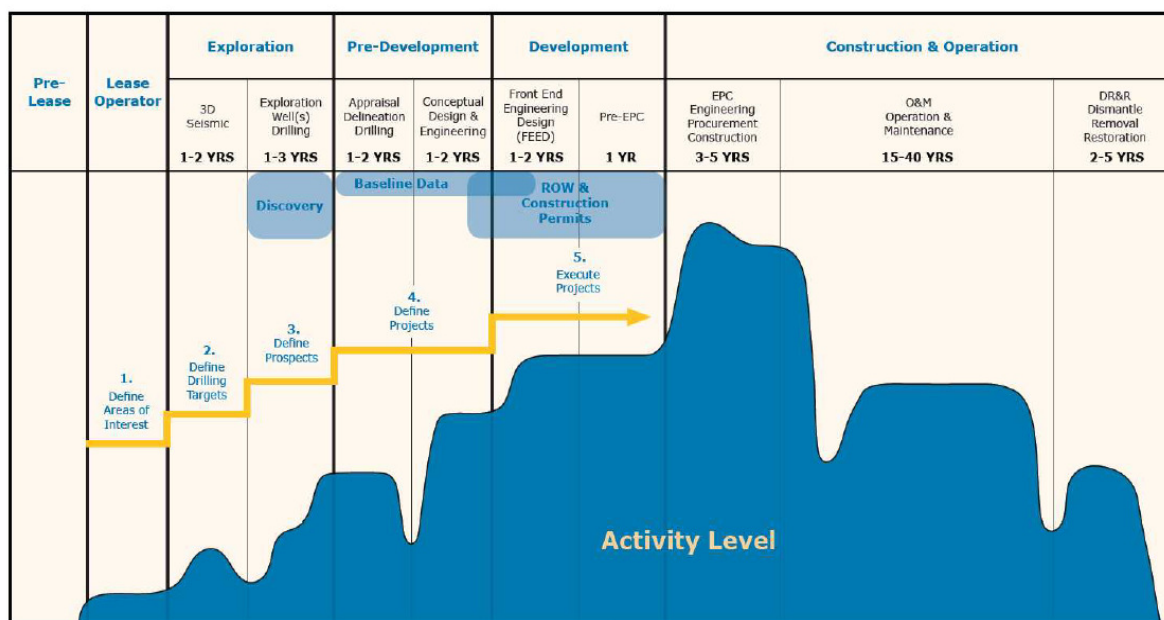 Pre-
Lease
Lease
Operator
Exploration
Pre-Development
Development
Construction & Operation
3D
Seismic
1-2 YRS
Exploration
Well(s)
Drilling
1-3 YRS
Appraisal
Delineation
Drilling
1-2 YRS
Conceptual
Design &
Engineering
1-2 YRS
Front End
Engineering
Design
(FEED)
1-2 YRS
Pre-EPC
1 YR
EPC
Engineering
Procurement
Construction
3-5 YRS
O&M
Operation &
Maintenance
15-40 YRS
DR&R
Dismantle
Removal
Restoration
2-5 YRS
Discovery
Baseline Data
ROW &
Construction
Permits
1.
Define
Areas of
Interest
2.
Define
Drilling
Targets
3.
Define
Prospects
4.
Define
Projects
5.
Execute
Projects
Activity Level